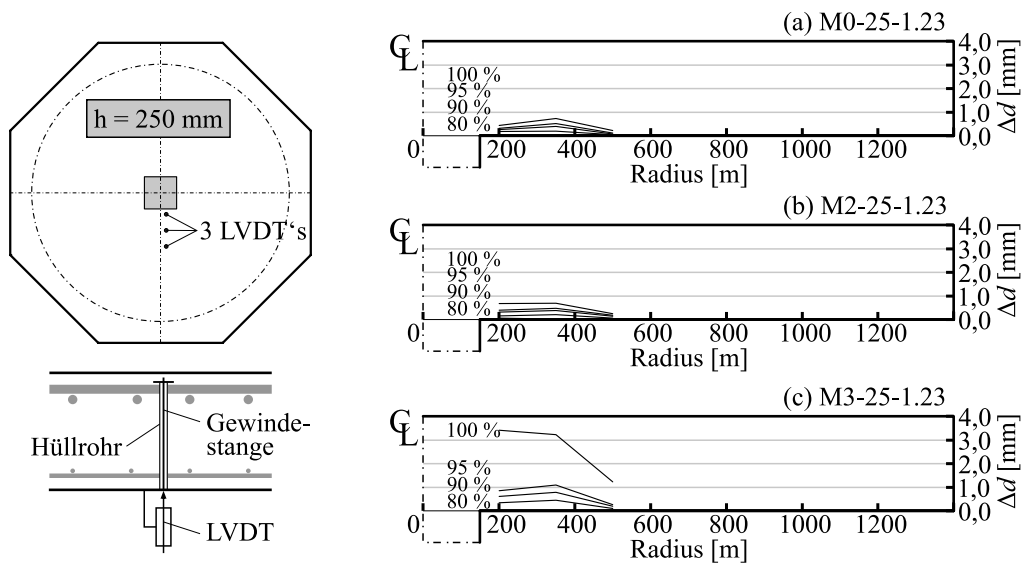 h = 250 mm
3 LVDT‘s
Hüllrohr
Gewinde-
stange
LVDT
(a) M0-25-1.23
CL
100 %
95 %
90 %
80 %
4,0
3,0
2,0
1,0
0,0
Δd [mm]
0 200 400 600 800 1000 1200
Radius [m]
(b) M2-25-1.23
CL
100 %
95 %
90 %
80 %
4,0
3,0
2,0
1,0
0,0
Δd [mm]
0 200 400 600 800 1000 1200
Radius [m]
(c) M3-25-1.23
CL
100 %
95 %
90 %
80 %
4,0
3,0
2,0
1,0
0,0
Δd [mm]
0 200 400 600 800 1000 1200
Radius [m]